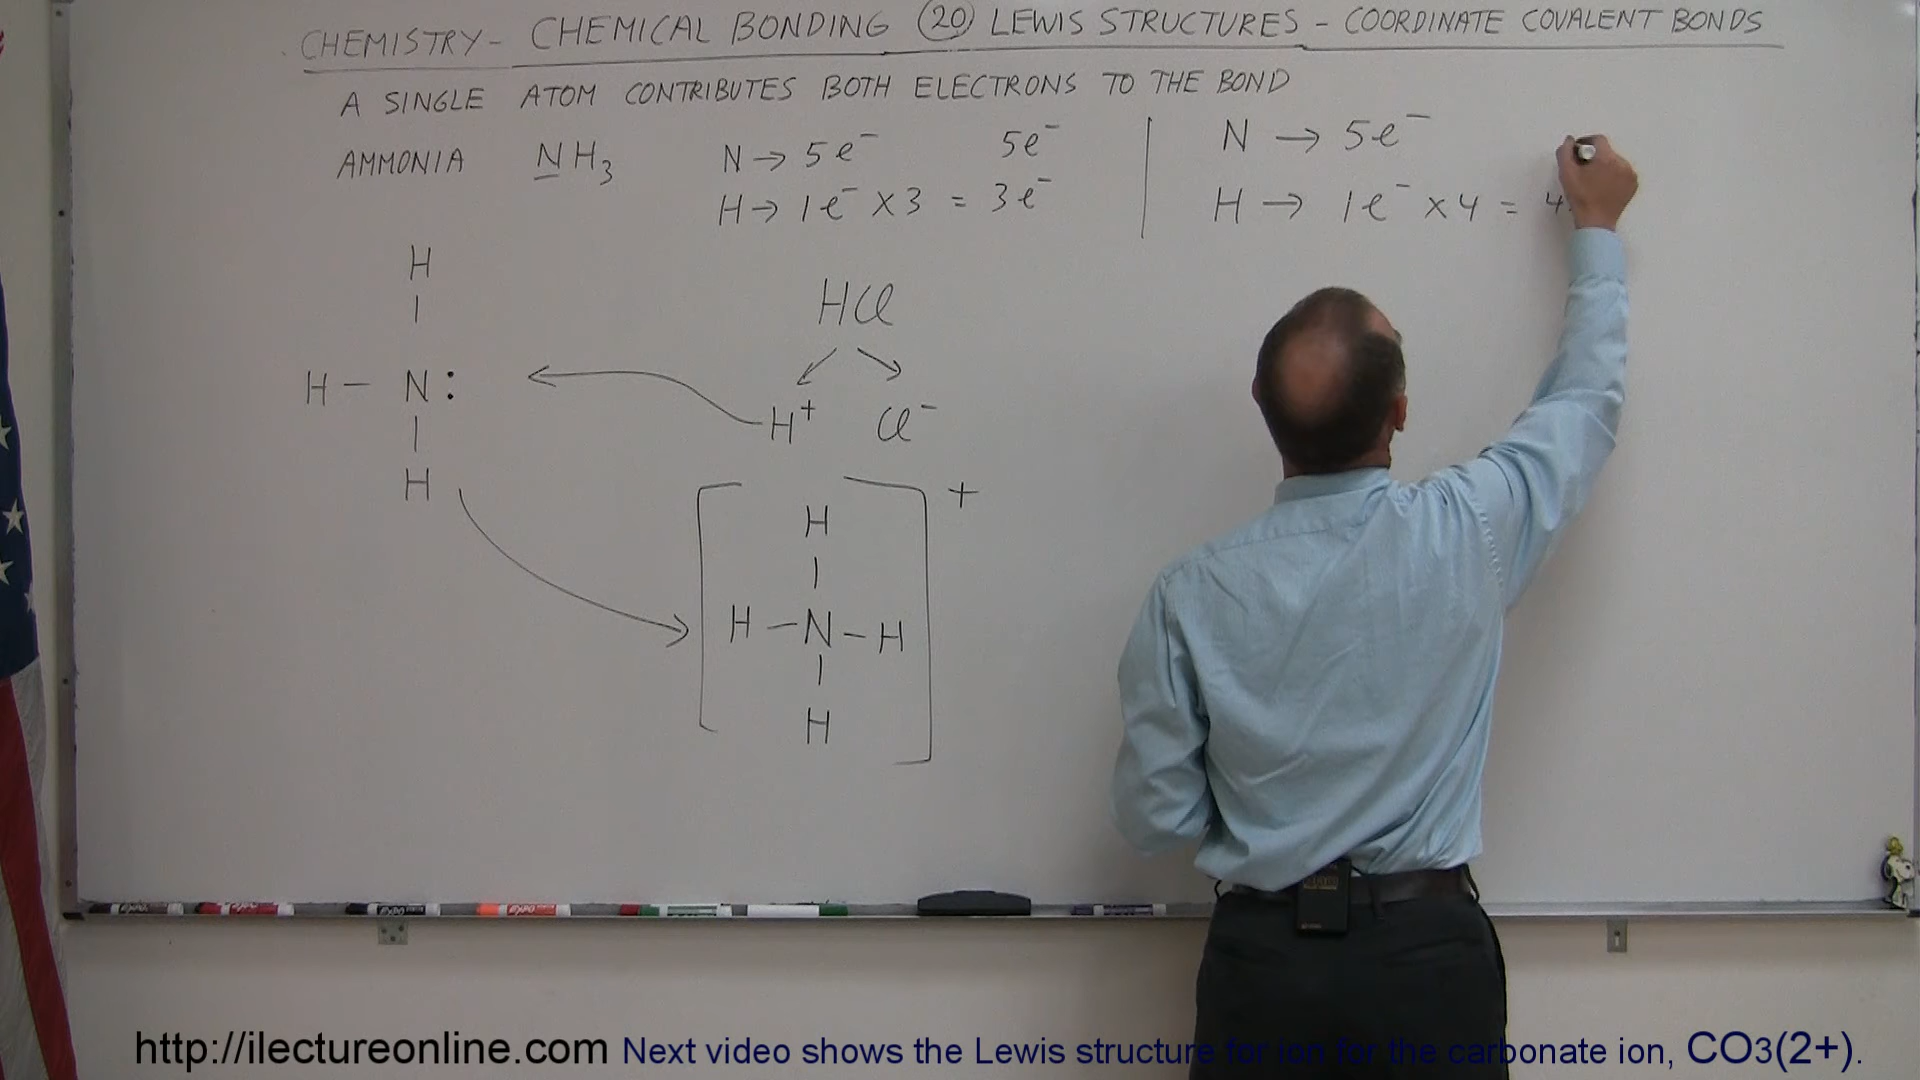 CHEMISTRY- CHEMICAL BONDING 20 LEWIS STRUCTURES - COORDINATE COVALENT BONDS
A SINGLE ATOM CONTRIBUTES BOTH ELECTRONS TO THE BOND
AMMONIA NH₃
N → 5e⁻ 5e⁻
H → 1e⁻ x3 = 3e⁻
N → 5e⁻
H → 1e⁻ x4 = 4
H
|
H - N :
|
H
HCl
H⁺ Cl⁻
+
H
|
H - N - H
|
H
http://ilectureonline.com Next video shows the Lewis structure for ion for the carbonate ion, CO3(2+).